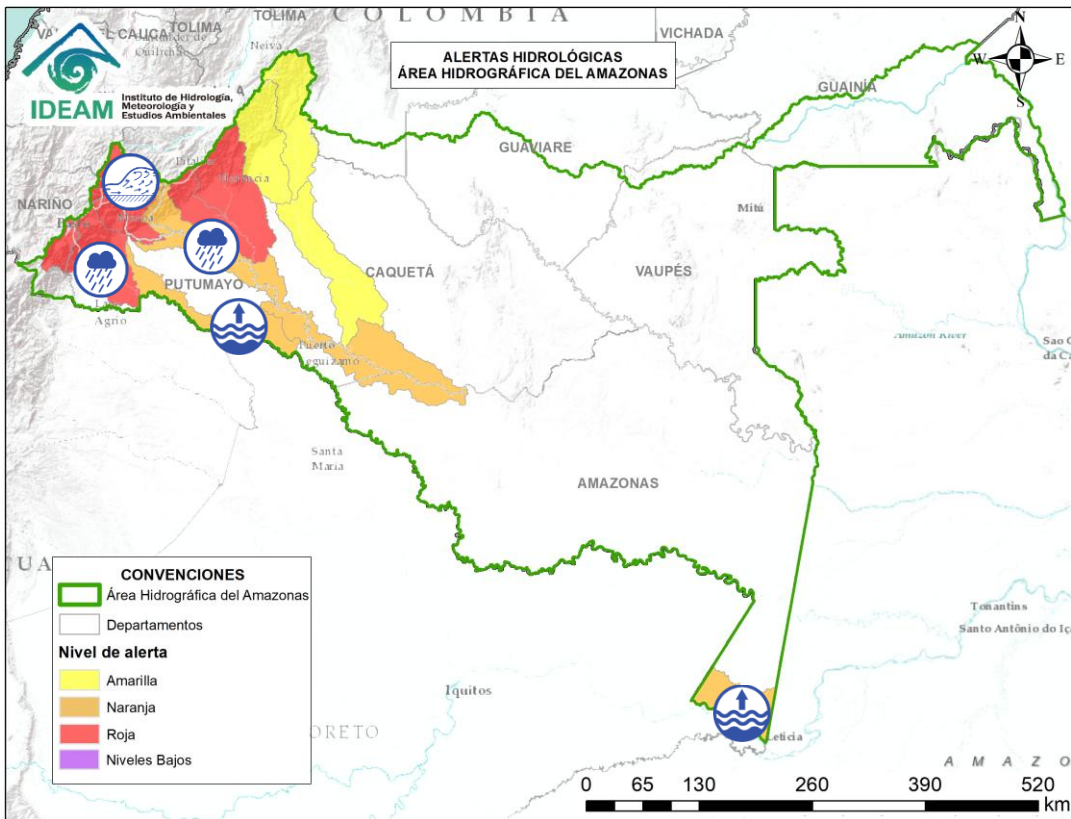 COLOMBIA
TOLIMA
TOLIMA
VICHADA
Neiva
ALERTAS HIDROLÓGICAS
ÁREA HIDROGRÁFICA DEL AMAZONAS
N
W E
S
IDEAM
Instituto de Hidrología,
Meteorología y
Estudios Ambientales
GUAINÍA
GUAVIARE
NARIÑO
Mitú
CAQUETÁ
VAUPÉS
PUTUMAYO
Agrio
Puerto
Amazon River
Santa
Maria
AMAZONAS
CONVENCIONES
Área Hidrográfica del Amazonas
Departamentos
Nivel de alerta
Amarilla
Naranja
Roja
Niveles Bajos
Tonantins
Santo Antônio do Iç
Iquitos
ORETO
Leticia
AMAZO
0 65 130 260 390 520
km